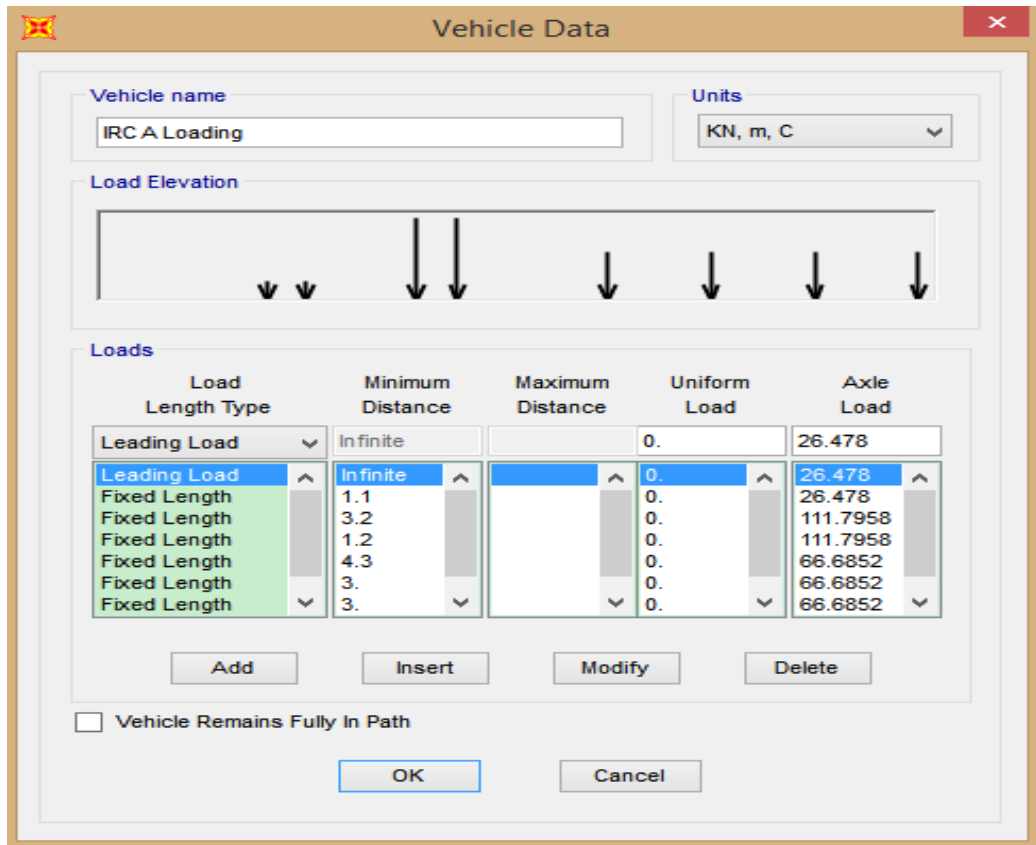 Vehicle Data
Vehicle name
IRC A Loading
Units
KN, m, C
Load Elevation
Loads
Load Length Type Minimum Distance Maximum Distance Uniform Load Axle Load
Leading Load Infinite 0. 26.478
Leading Load Infinite 0. 26.478
Fixed Length 1.1 0. 26.478
Fixed Length 3.2 0. 111.7958
Fixed Length 1.2 0. 111.7958
Fixed Length 4.3 0. 66.6852
Fixed Length 3. 0. 66.6852
Fixed Length 3. 0. 66.6852
Add Insert Modify Delete
Vehicle Remains Fully In Path
OK Cancel